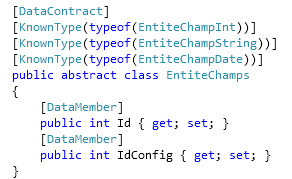 [DataContract]
[KnownType(typeof(EntiteChampInt))]
[KnownType(typeof(EntiteChampString))]
[KnownType(typeof(EntiteChampDate))]
public abstract class EntiteChamps
{
    [DataMember]
    public int Id { get; set; }
    [DataMember]
    public int IdConfig { get; set; }
}